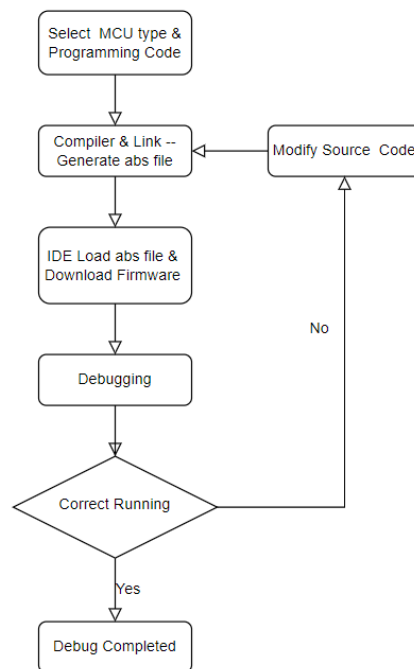 Select  MCU type &
Programming Code
Compiler & Link --
Generate abs file
Modify Source  Code
IDE Load abs file &
Download Firmware
No
Debugging
Correct Running
Yes
Debug Completed